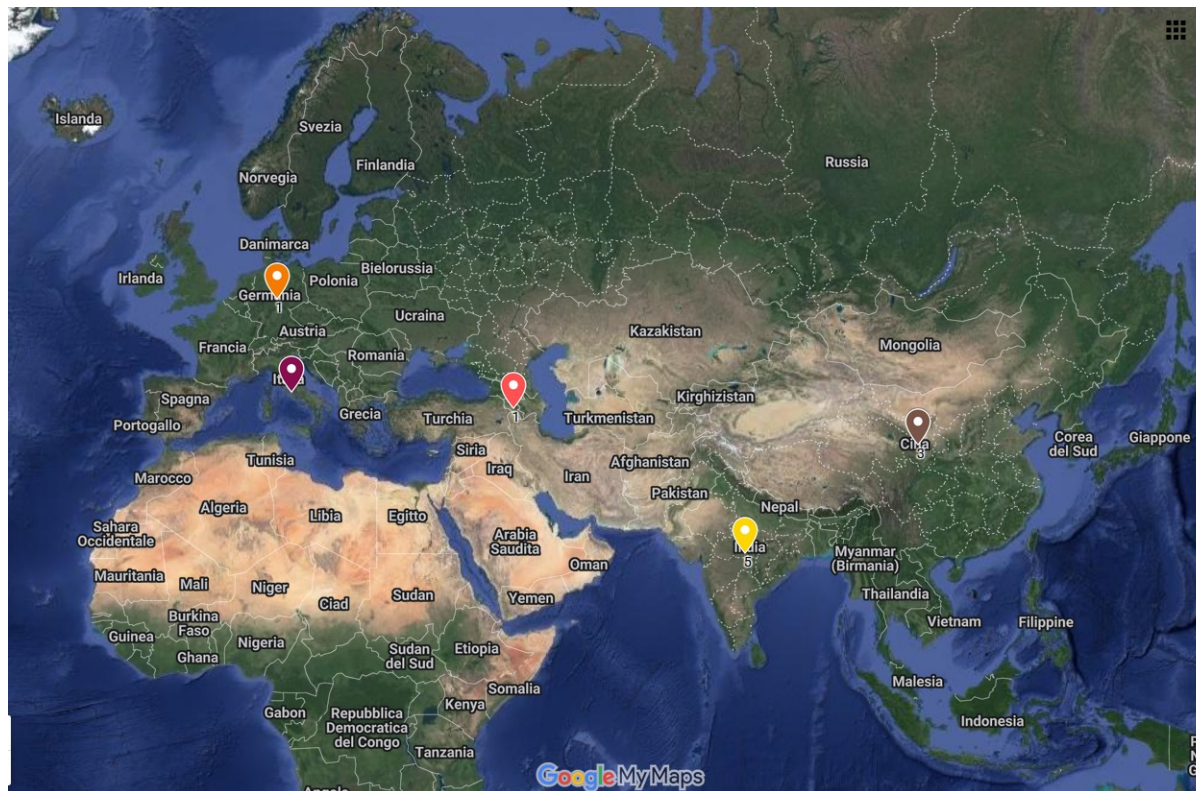 Islanda
Svezia
Finlandia
Norvegia
Russia
Danimarca
Irlanda
Bielorussia
Polonia
Germania
1
Ucraina
Austria
Francia
Kazakistan
Mongolia
Romania
Italia
Kirghizistan
Spagna
Portogallo
Grecia
Turchia
1
Turkmenistan
Cina
3
Corea
del Sud
Giappone
Tunisia
Siria
Iraq
Iran
Afghanistan
Marocco
Pakistan
Nepal
Algeria
Libia
Egitto
Sahara
Occidentale
Arabia
Saudita
India
5
Oman
Myanmar
(Birmania)
Mauritania
Mali
Niger
Ciad
Sudan
Yemen
Thailandia
Burkina
Faso
Guinea
Ghana
Nigeria
Sudan
del Sud
Etiopia
Vietnam
Filippine
Somalia
Malesia
Kenya
Gabon
Repubblica
Democratica
del Congo
Indonesia
Tanzania
Google My Maps